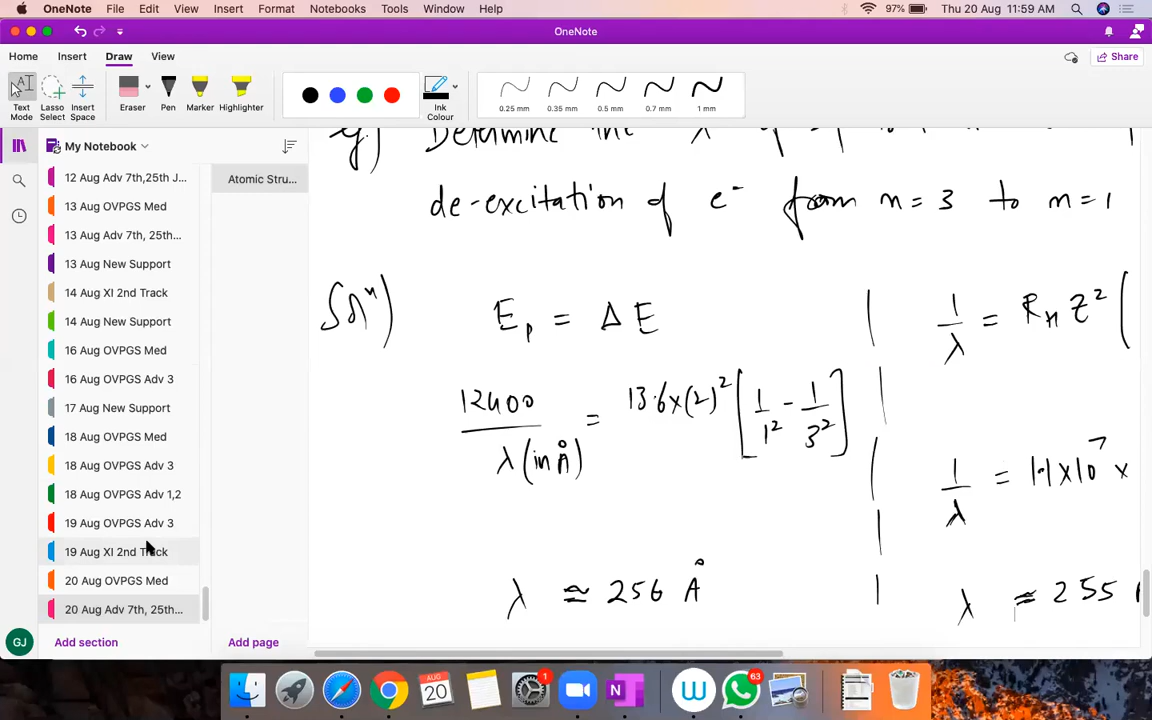 OneNote File Edit View Insert Format Notebooks Tools Window Help 97% Thu 20 Aug 11:59 AM
OneNote
Home Insert Draw View Share
Text Mode
Lasso Select
Insert Space
Eraser
Pen
Marker
Highlighter
Ink Colour
0.25 mm 0.35 mm 0.5 mm 0.7 mm 1 mm
My Notebook
12 Aug Adv 7th,25th J...
13 Aug OVPGS Med
13 Aug Adv 7th, 25th...
13 Aug New Support
14 Aug XI 2nd Track
14 Aug New Support
16 Aug OVPGS Med
16 Aug OVPGS Adv 3
17 Aug New Support
18 Aug OVPGS Med
18 Aug OVPGS Adv 3
18 Aug OVPGS Adv 1,2
19 Aug OVPGS Adv 3
19 Aug XI 2nd Track
20 Aug OVPGS Med
20 Aug Adv 7th, 25th...
GJ Add section
Atomic Stru...
Add page
eg.) Determine the λ of
de-excitation of e⁻ from n = 3 to n = 1
Solⁿ) E_p = ΔE
12400 / λ (in Å) = 13.6 x (2)² [ 1/1² - 1/3² ]
λ ≃ 256 Å
1/λ = R_H Z² (
1/λ = 1.1 x 10⁷ x
λ ≈ 255
AUG 20
1
63